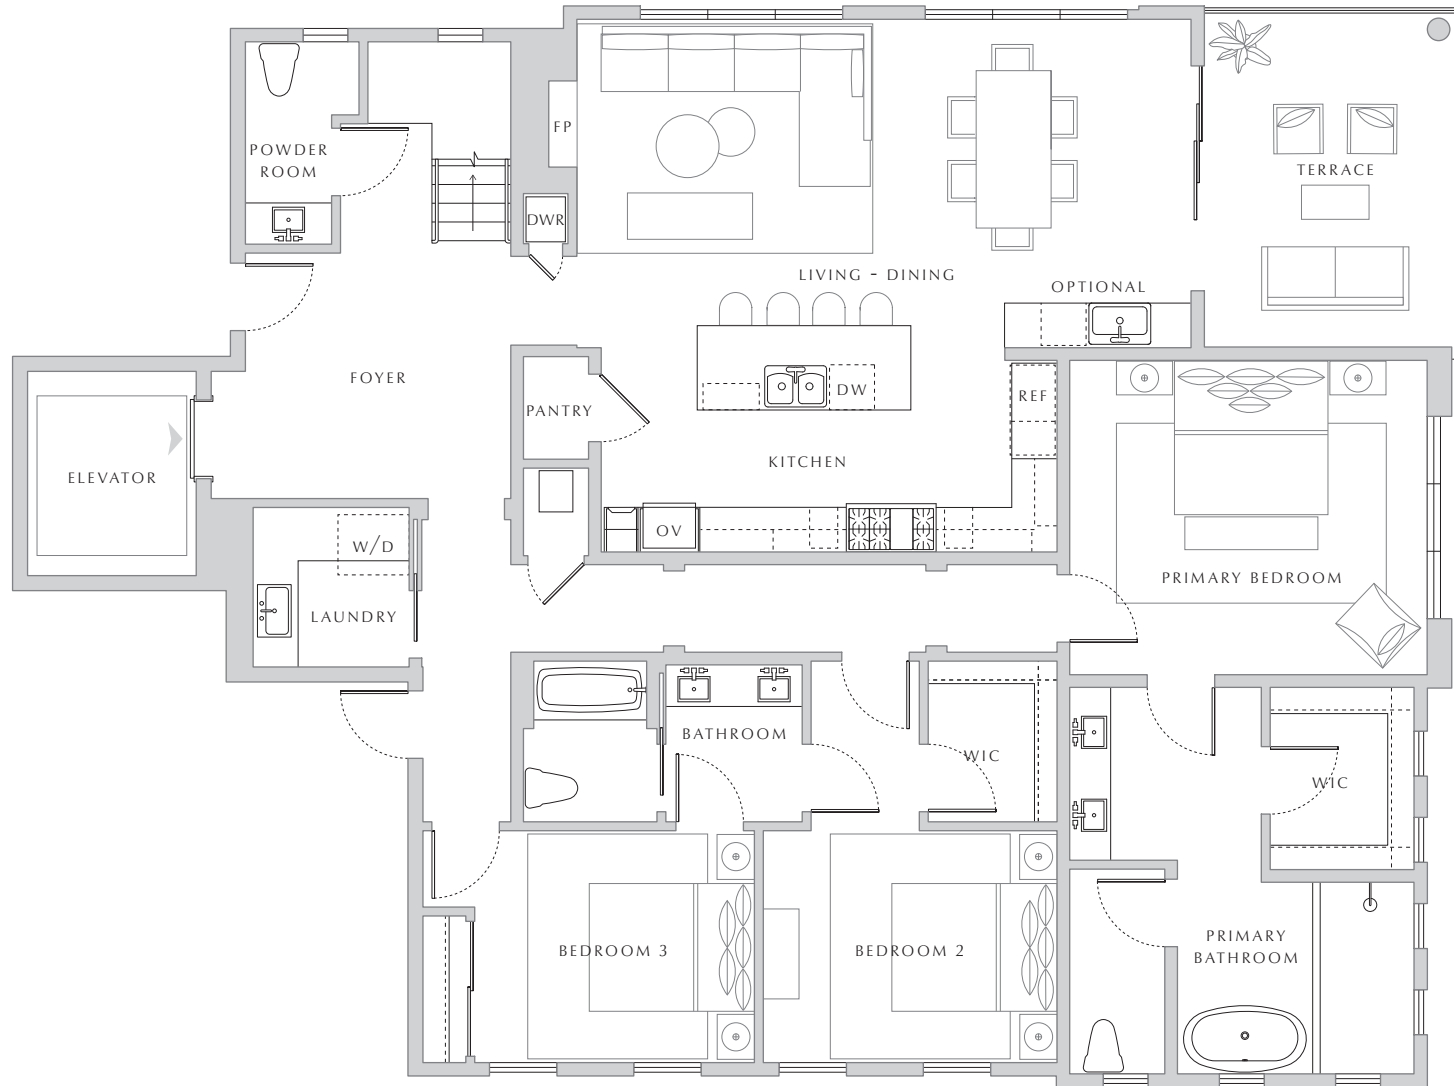 POWDER
ROOM
FP
DWR
TERRACE
LIVING - DINING
OPTIONAL
FOYER
PANTRY
DW
REF
ELEVATOR
KITCHEN
OV
W/D
LAUNDRY
PRIMARY BEDROOM
BATHROOM
WIC
WIC
BEDROOM 3
BEDROOM 2
PRIMARY
BATHROOM